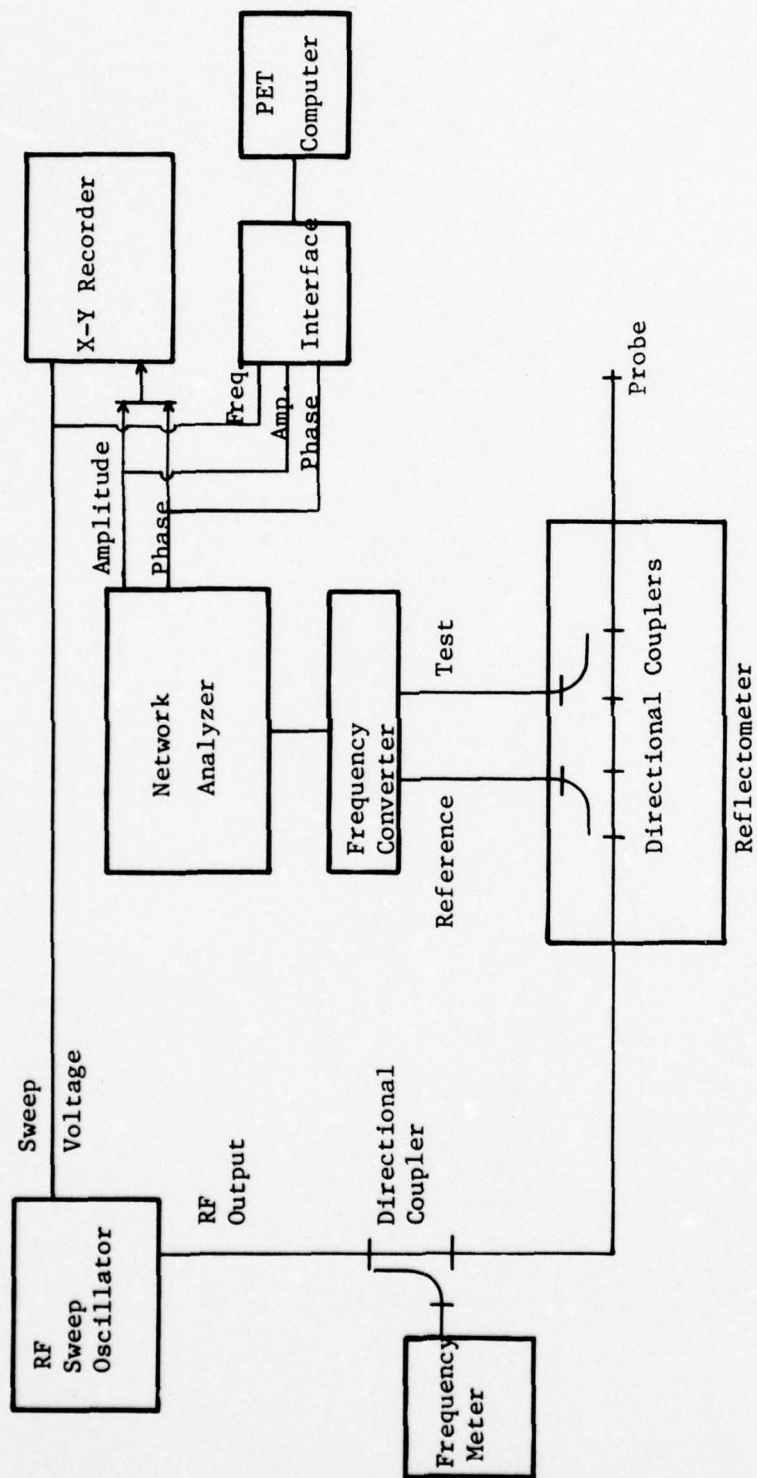 RF
Sweep
Oscillator
Sweep
Voltage
X-Y Recorder
RF
Output
Amplitude
Phase
Freq.
Amp.
Phase
Interface
PET
Computer
Network
Analyzer
Frequency
Converter
Reference
Test
Directional
Coupler
Frequency
Meter
Directional Couplers
Reflectometer
Probe